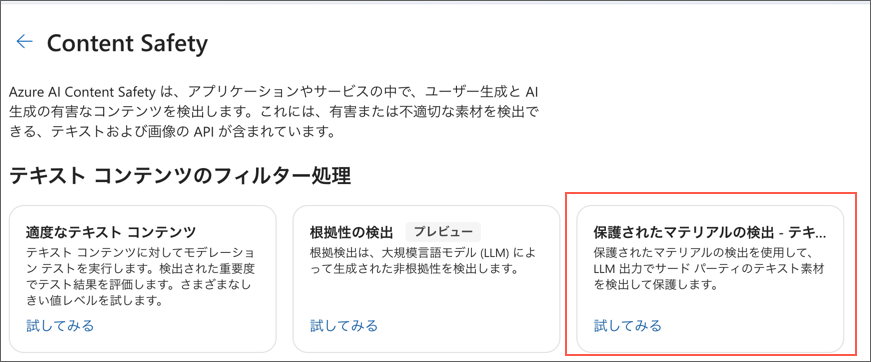 ← Content Safety
Azure AI Content Safety は、アプリケーションやサービスの中で、ユーザー生成と AI
生成の有害なコンテンツを検出します。これには、有害または不適切な素材を検出で
きる、テキストおよび画像の API が含まれています。
テキスト コンテンツのフィルター処理
適度なテキスト コンテンツ
テキスト コンテンツに対してモデレーショ
ン テストを実行します。検出された重要度
でテスト結果を評価します。さまざまなし
きい値レベルを試します。
試してみる
根拠性の検出 プレビュー
根拠検出は、大規模言語モデル (LLM) によ
って生成された非根拠性を検出します。
試してみる
保護されたマテリアルの検出 - テキ...
保護されたマテリアルの検出を使用して、
LLM 出力でサード パーティのテキスト素材
を検出して保護します。
試してみる